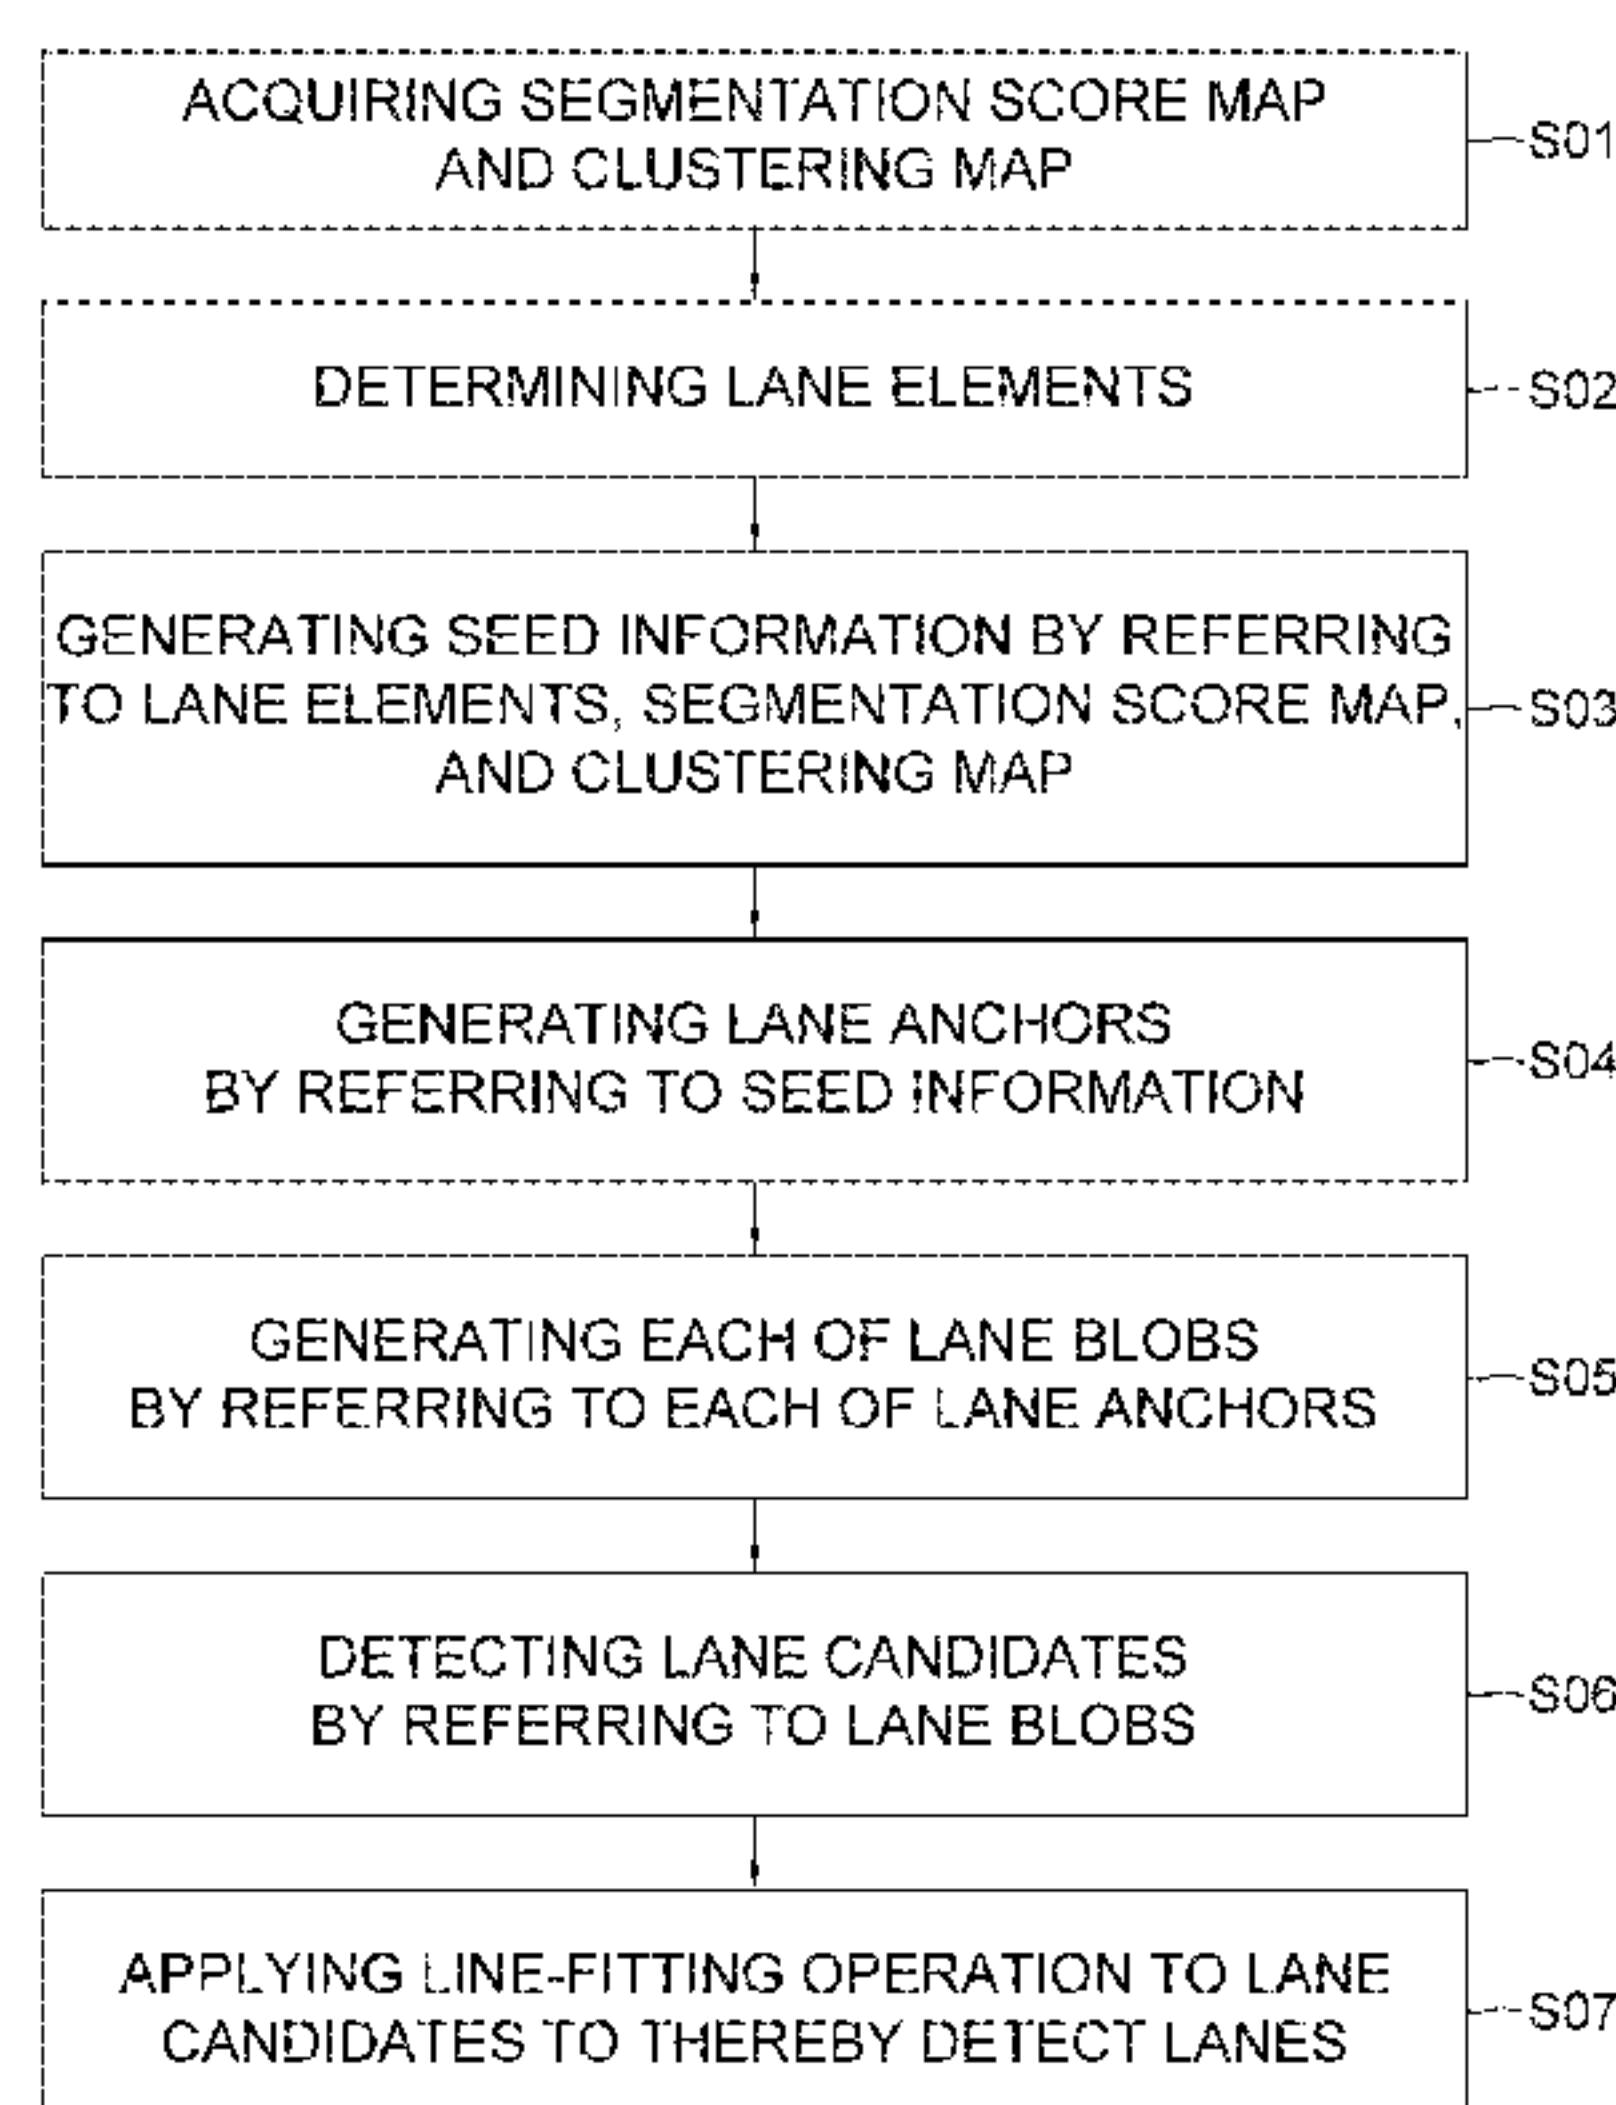 ACQUIRING SEGMENTATION SCORE MAP
AND CLUSTERING MAP
S01
DETERMINING LANE ELEMENTS
S02
GENERATING SEED INFORMATION BY REFERRING
TO LANE ELEMENTS, SEGMENTATION SCORE MAP,
AND CLUSTERING MAP
S03
GENERATING LANE ANCHORS
BY REFERRING TO SEED INFORMATION
S04
GENERATING EACH OF LANE BLOBS
BY REFERRING TO EACH OF LANE ANCHORS
S05
DETECTING LANE CANDIDATES
BY REFERRING TO LANE BLOBS
S06
APPLYING LINE-FITTING OPERATION TO LANE
CANDIDATES TO THEREBY DETECT LANES
S07